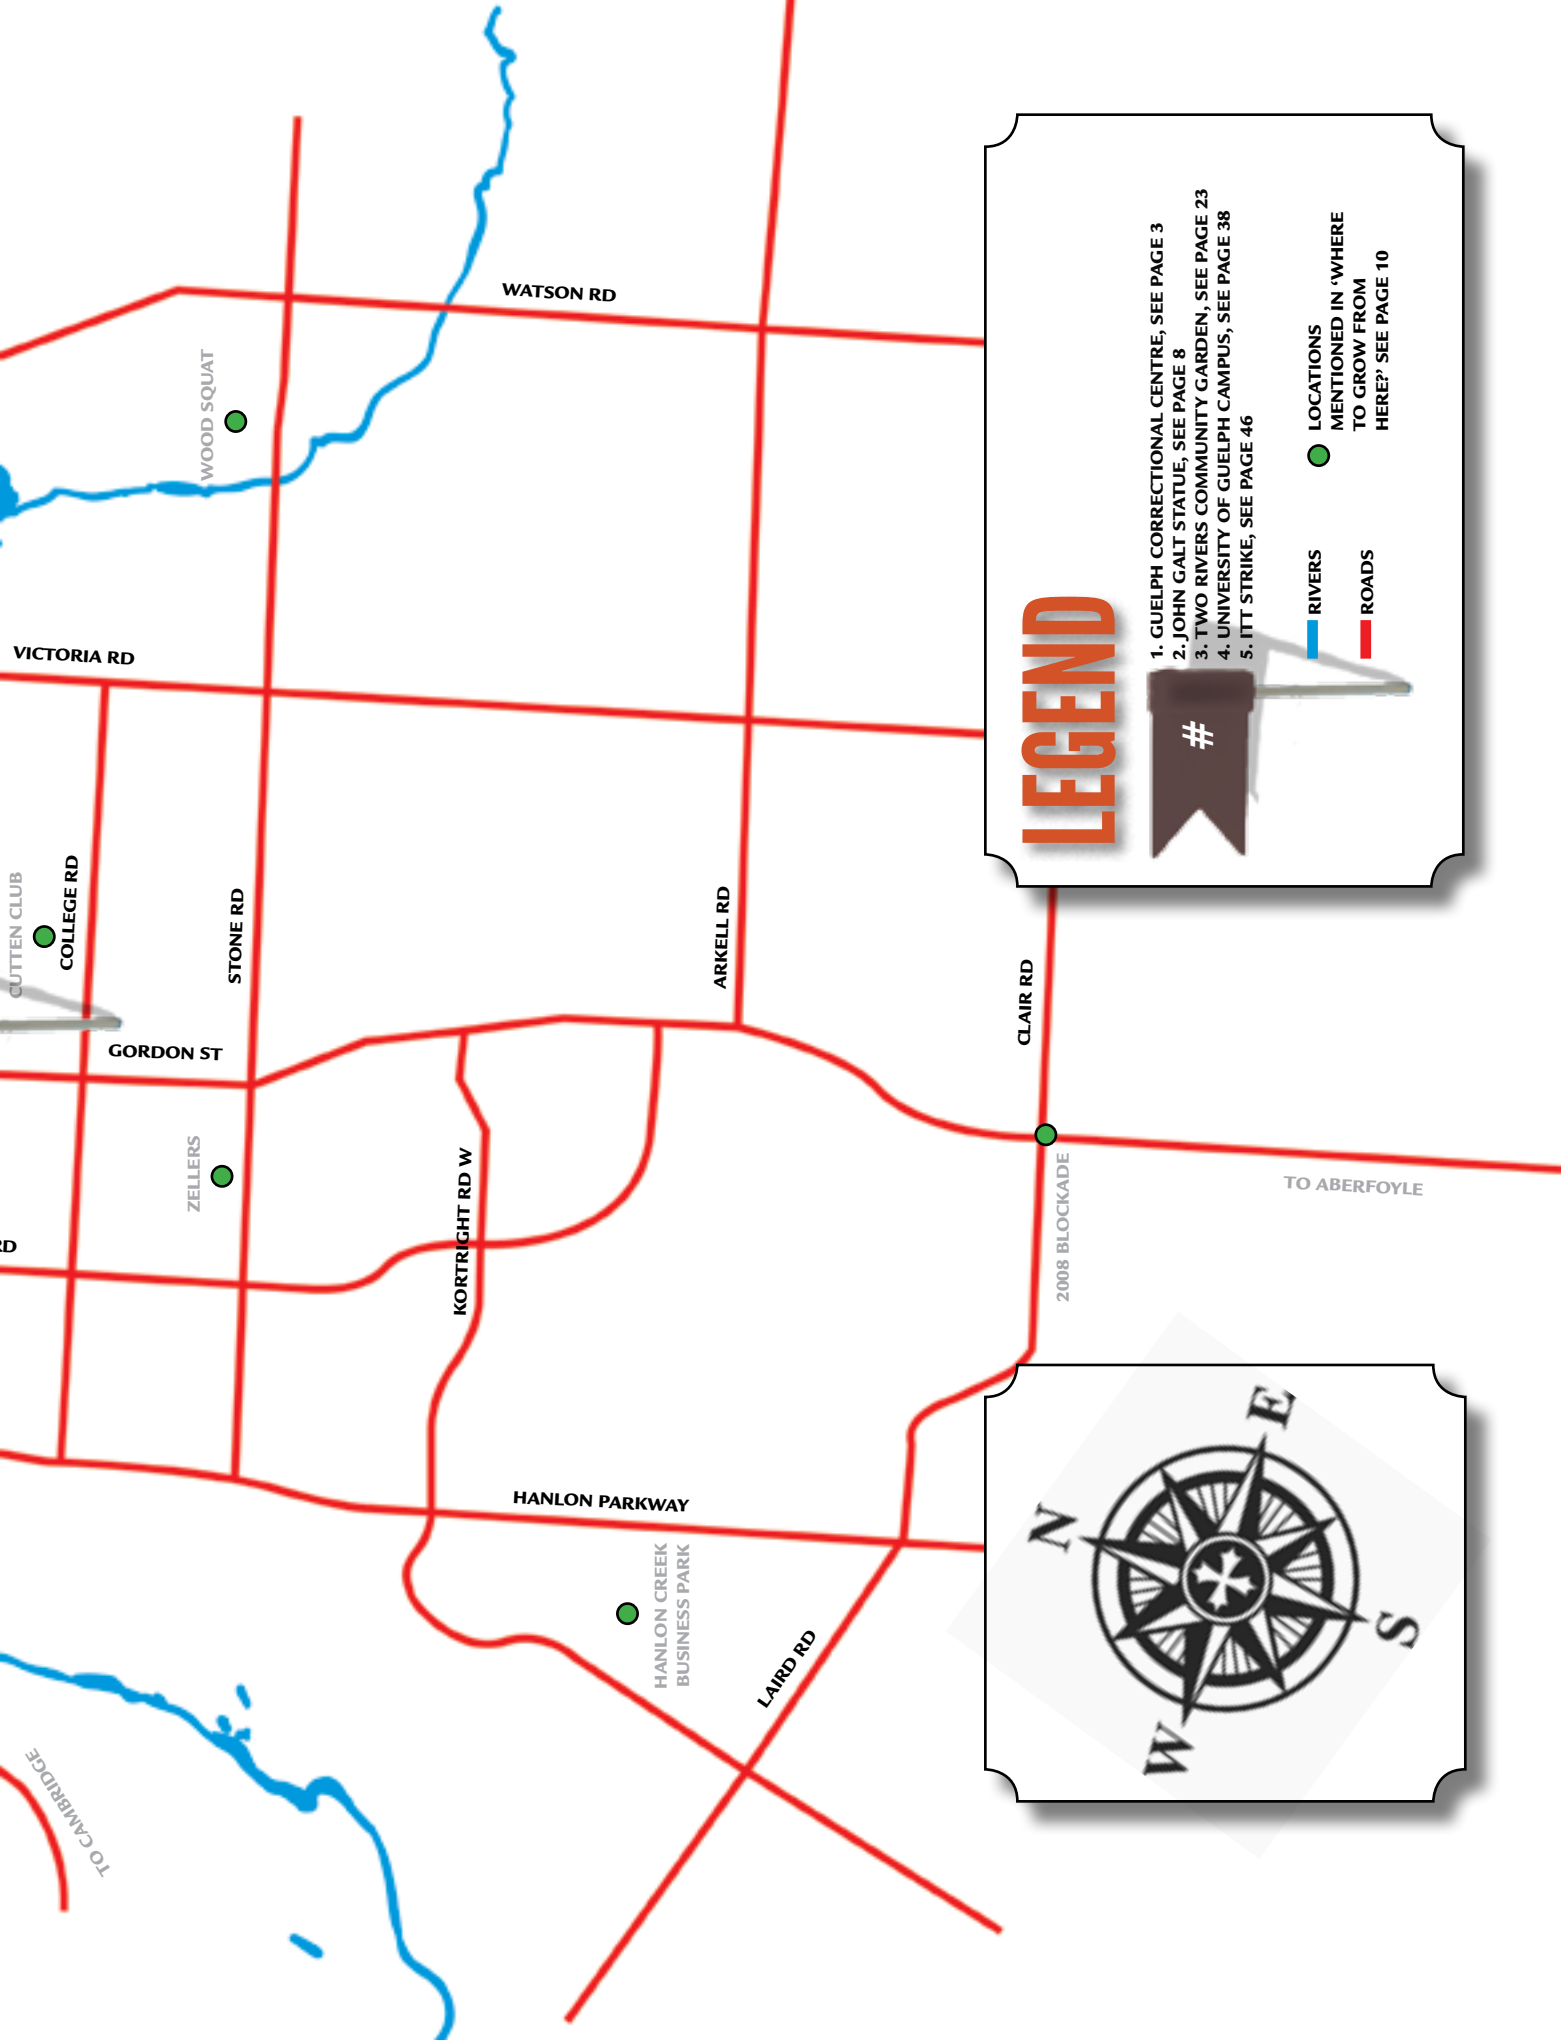 WATSON RD
WOOD SQUAT
VICTORIA RD
CUTTEN CLUB
COLLEGE RD
STONE RD
ARKELL RD
CLAIR RD
GORDON ST
ZELLERS
KORTRIGHT RD W
RD
2008 BLOCKADE
TO ABERFOYLE
HANLON PARKWAY
HANLON CREEK
BUSINESS PARK
LAIRD RD
TO CAMBRIDGE
LEGEND
#
1. GUELPH CORRECTIONAL CENTRE, SEE PAGE 3
2. JOHN GALT STATUE, SEE PAGE 8
3. TWO RIVERS COMMUNITY GARDEN, SEE PAGE 23
4. UNIVERSITY OF GUELPH CAMPUS, SEE PAGE 38
5. ITT STRIKE, SEE PAGE 46
RIVERS
ROADS
LOCATIONS
MENTIONED IN ‘WHERE
TO GROW FROM
HERE?’ SEE PAGE 10
N
E
S
W